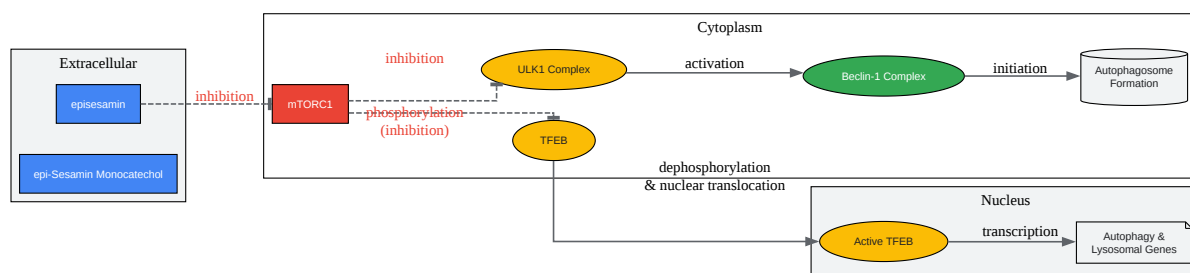 Extracellular
episesamin
epi-Sesamin Monocatechol
inhibition
Cytoplasm
mTORC1
inhibition
phosphorylation
(inhibition)
ULK1 Complex
TFEB
activation
Beclin-1 Complex
initiation
Autophagosome
Formation
dephosphorylation
& nuclear translocation
Nucleus
Active TFEB
transcription
Autophagy &
Lysosomal Genes